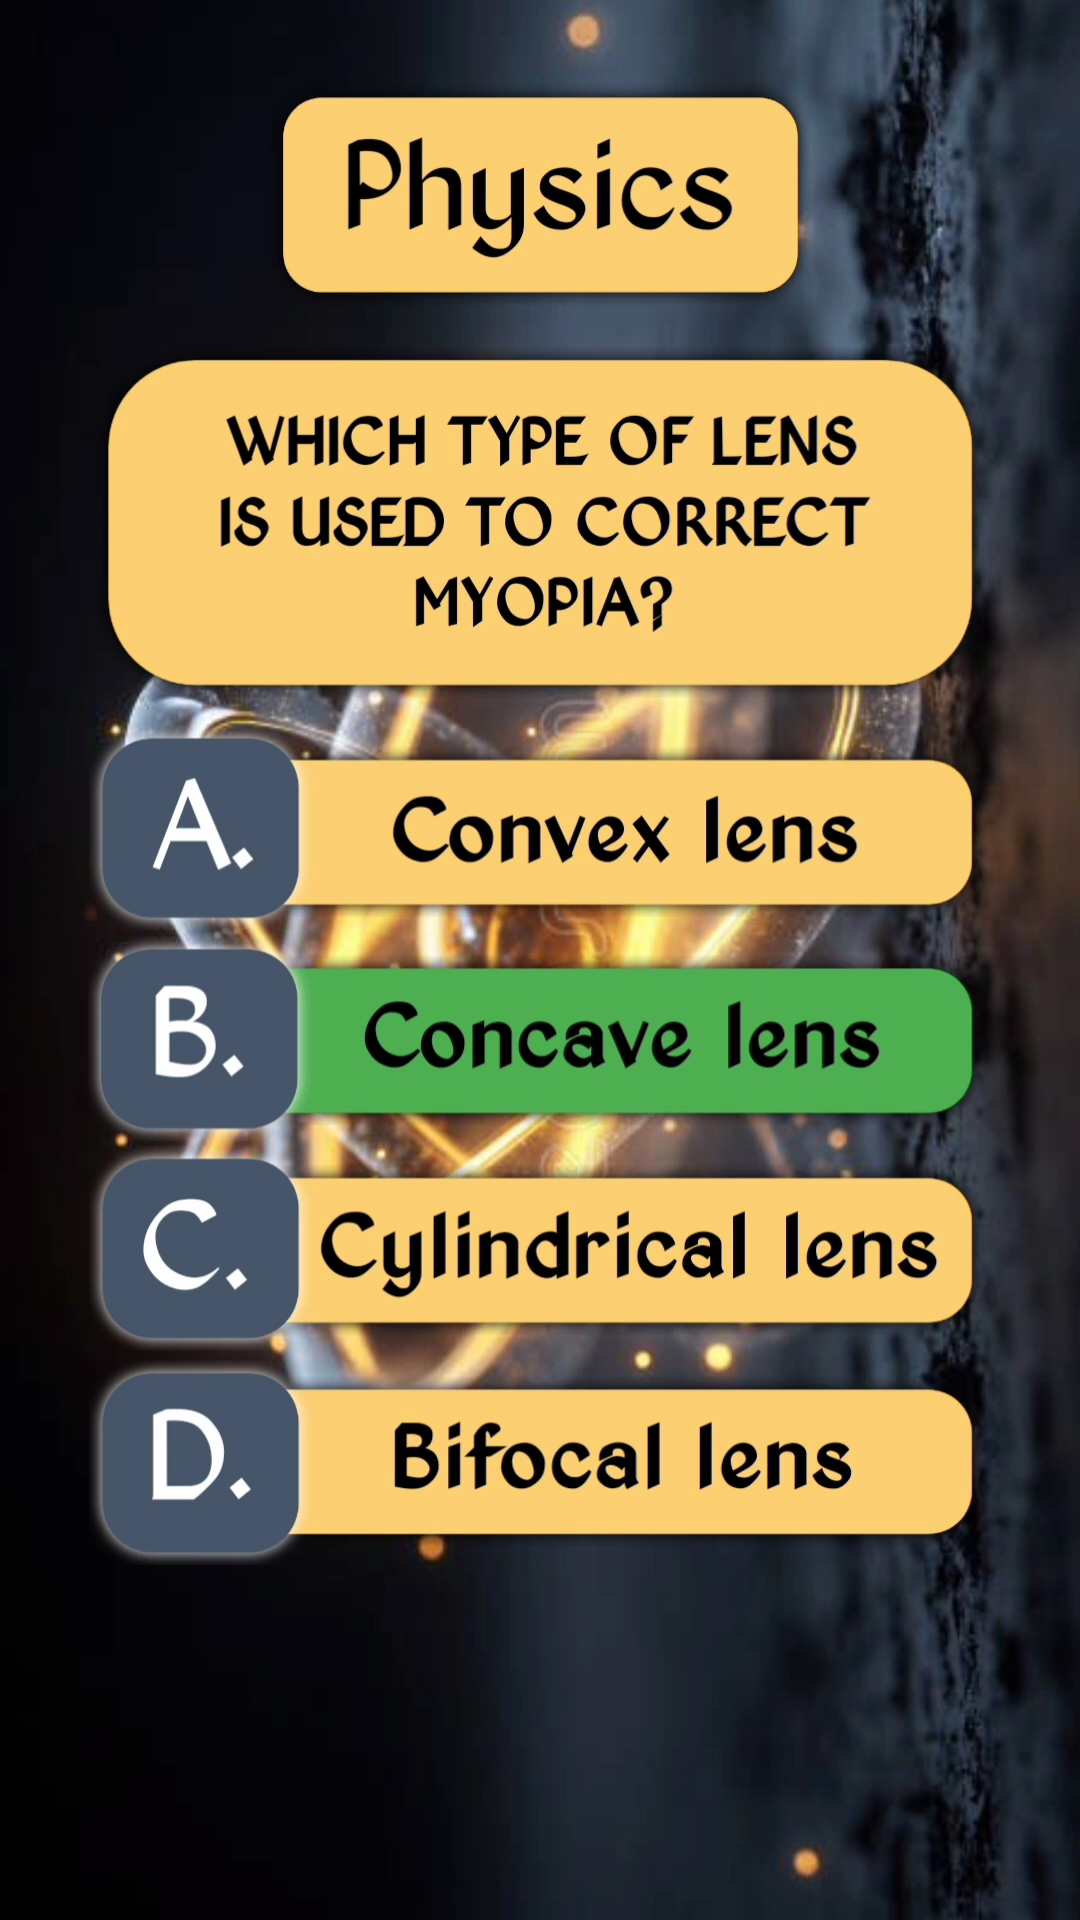 Physics
WHICH TYPE OF LENS
IS USED TO CORRECT
MYOPIA?
A. Convex lens
B. Concave lens
C. Cylindrical lens
D. Bifocal lens